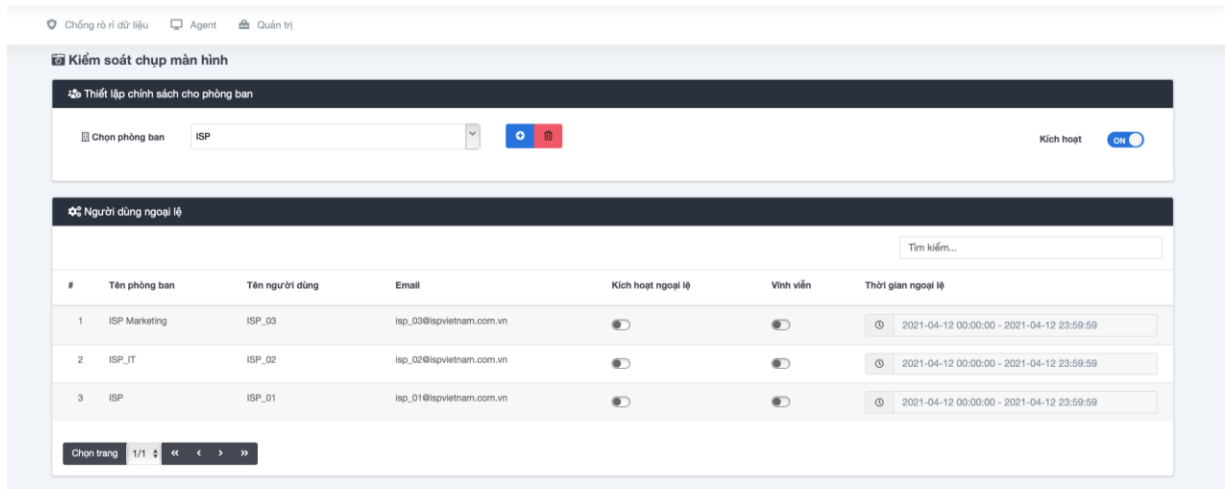 Chống rò rỉ dữ liệu Agent Quản trị
Kiểm soát chụp màn hình
Thiết lập chính sách cho phòng ban
Chọn phòng ban ISP Kích hoạt ON
Người dùng ngoại lệ
Tìm kiếm...
# Tên phòng ban Tên người dùng Email Kích hoạt ngoại lệ Vĩnh viễn Thời gian ngoại lệ
1 ISP Marketing ISP_03 isp_03@ispvietnam.com.vn 2021-04-12 00:00:00 - 2021-04-12 23:59:59
2 ISP_IT ISP_02 isp_02@ispvietnam.com.vn 2021-04-12 00:00:00 - 2021-04-12 23:59:59
3 ISP ISP_01 isp_01@ispvietnam.com.vn 2021-04-12 00:00:00 - 2021-04-12 23:59:59
Chọn trang 1/1 « ‹ › »